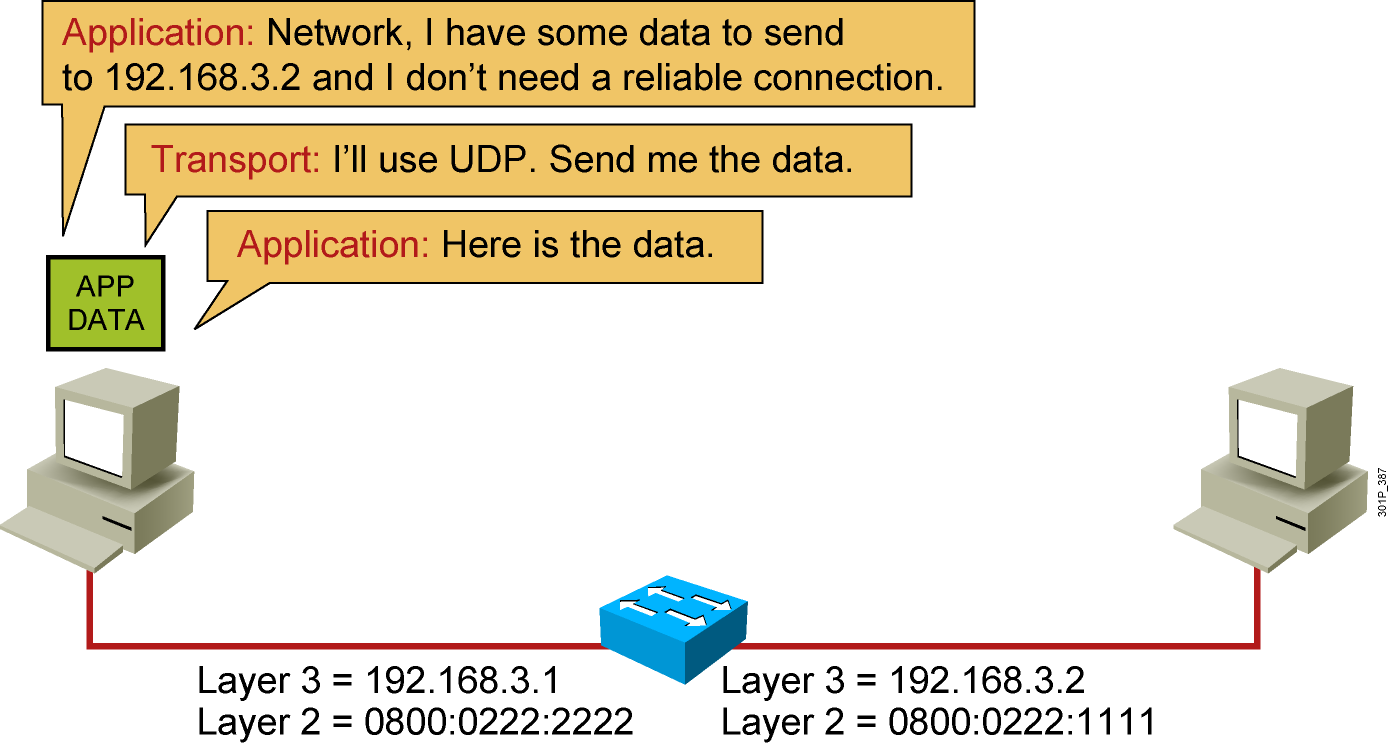 Application: Network, I have some data to send
to 192.168.3.2 and I don’t need a reliable connection.
Transport: I’ll use UDP. Send me the data.
Application: Here is the data.
APP
DATA
301P_387
Layer 3 = 192.168.3.1
Layer 2 = 0800:0222:2222
Layer 3 = 192.168.3.2
Layer 2 = 0800:0222:1111